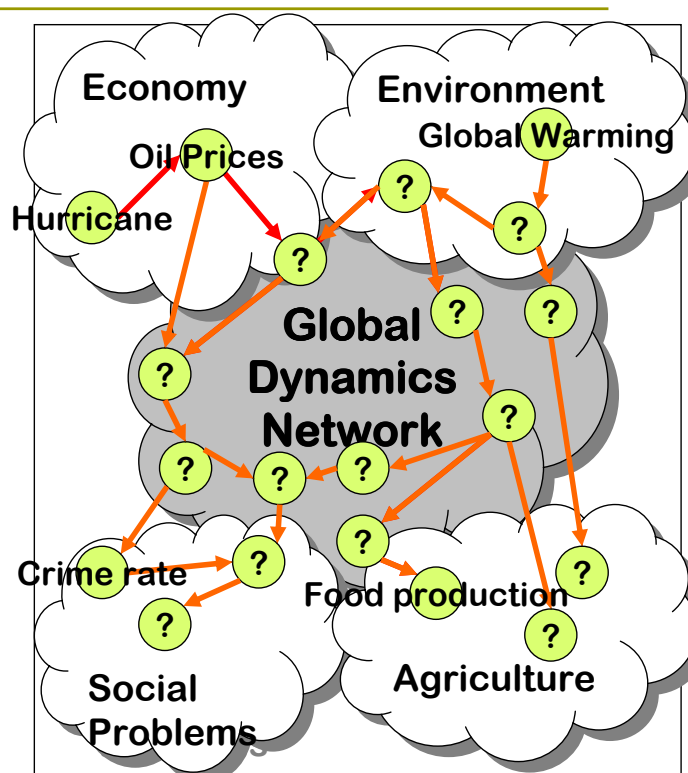 Economy
Environment
Global Warming
Oil Prices
?
Hurricane
?
?
Global
Dynamics
Network
?
?
?
?
?
?
?
?
?
Crime rate
?
?
Food production
?
?
Social
Problems
Agriculture